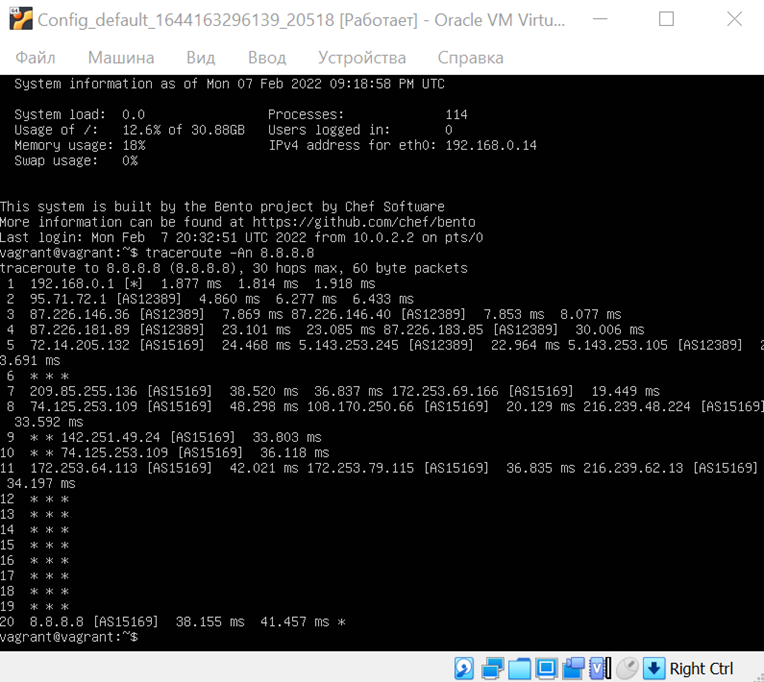 Config_default_1644163296139_20518 [Работает] - Oracle VM Virtu...
Файл Машина Вид Ввод Устройства Справка
System information as of Mon 07 Feb 2022 09:18:58 PM UTC
System load: 0.0 Processes: 114
Usage of /: 12.6% of 30.88GB Users logged in: 0
Memory usage: 18% IPv4 address for eth0: 192.168.0.14
Swap usage: 0%
This system is built by the Bento project by Chef Software
More information can be found at https://github.com/chef/bento
Last login: Mon Feb  7 20:32:51 UTC 2022 from 10.0.2.2 on pts/0
vagrant@vagrant:~$ traceroute -An 8.8.8.8
traceroute to 8.8.8.8 (8.8.8.8), 30 hops max, 60 byte packets
1  192.168.0.1 [*]  1.877 ms  1.814 ms  1.918 ms
2  95.71.72.1 [AS12389]  4.860 ms  6.277 ms  6.433 ms
3  87.226.146.36 [AS12389]  7.869 ms 87.226.146.40 [AS12389]  7.853 ms  8.077 ms
4  87.226.181.89 [AS12389]  23.101 ms  23.085 ms 87.226.183.85 [AS12389]  30.006 ms
5  72.14.205.132 [AS15169]  24.468 ms 5.143.253.245 [AS12389]  22.964 ms 5.143.253.105 [AS12389]  2
3.691 ms
6  * * *
7  209.85.255.136 [AS15169]  38.520 ms  36.837 ms 172.253.69.166 [AS15169]  19.449 ms
8  74.125.253.109 [AS15169]  48.298 ms 108.170.250.66 [AS15169]  20.129 ms 216.239.48.224 [AS15169]
33.592 ms
9  * * 142.251.49.24 [AS15169]  33.803 ms
10  * * 74.125.253.109 [AS15169]  36.118 ms
11  172.253.64.113 [AS15169]  42.021 ms 172.253.79.115 [AS15169]  36.835 ms 216.239.62.13 [AS15169]
34.197 ms
12  * * *
13  * * *
14  * * *
15  * * *
16  * * *
17  * * *
18  * * *
19  * * *
20  8.8.8.8 [AS15169]  38.155 ms  41.457 ms *
vagrant@vagrant:~$
Right Ctrl